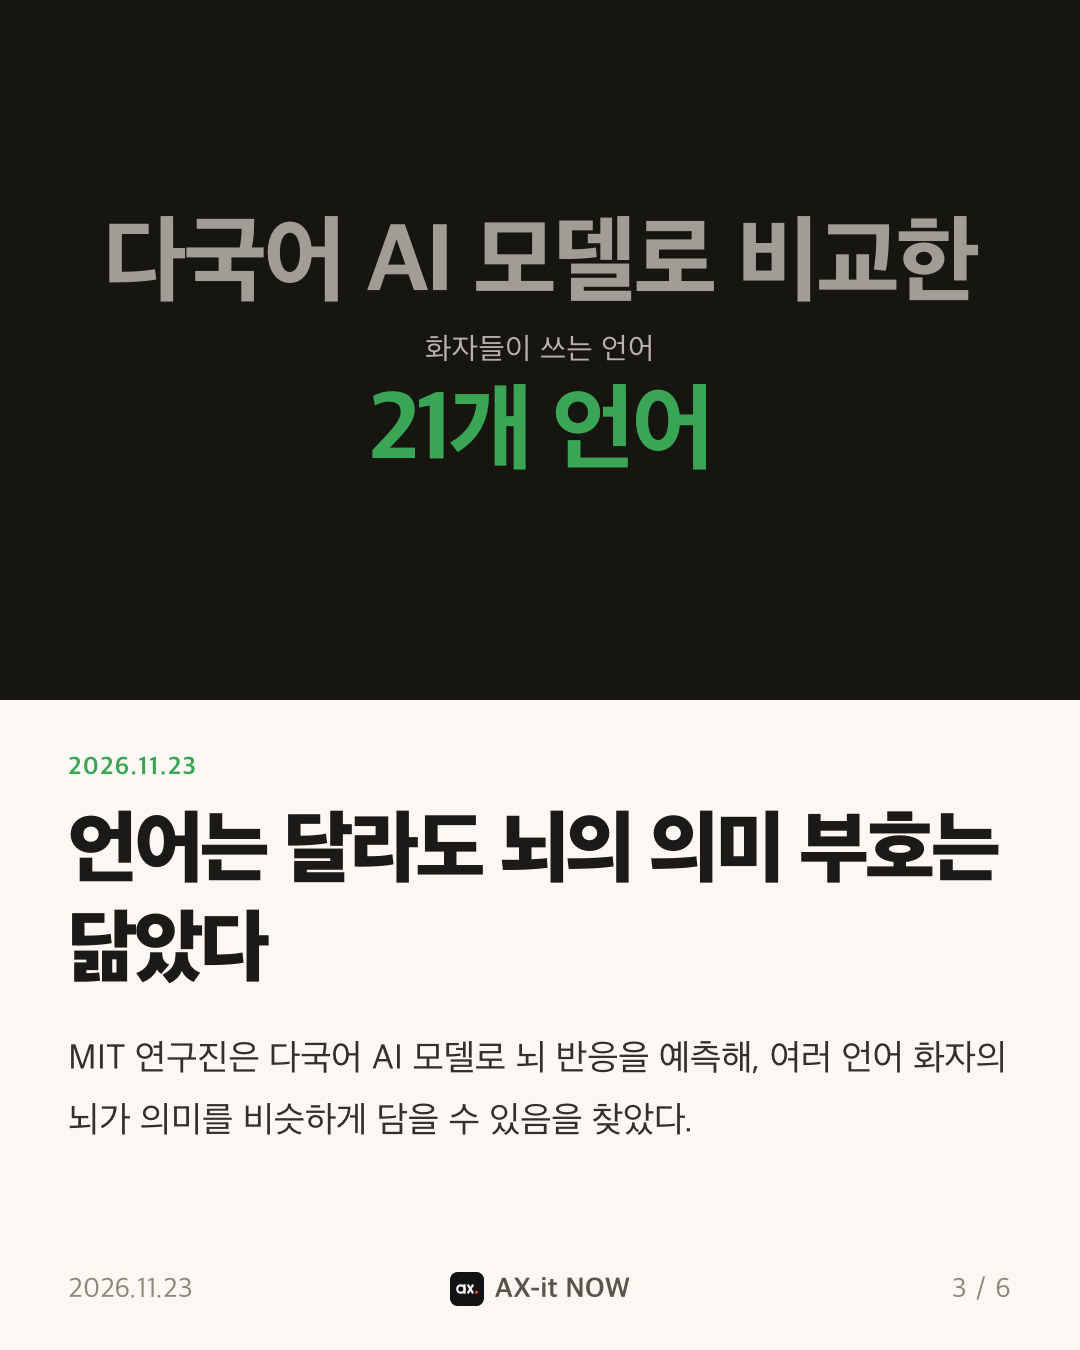 다국어 AI 모델로 비교한
화자들이 쓰는 언어
21개 언어
2026.11.23
언어는 달라도 뇌의 의미 부호는
닮았다
MIT 연구진은 다국어 AI 모델로 뇌 반응을 예측해, 여러 언어 화자의
뇌가 의미를 비슷하게 담을 수 있음을 찾았다.
2026.11.23
ax.
AX-it NOW
3 / 6